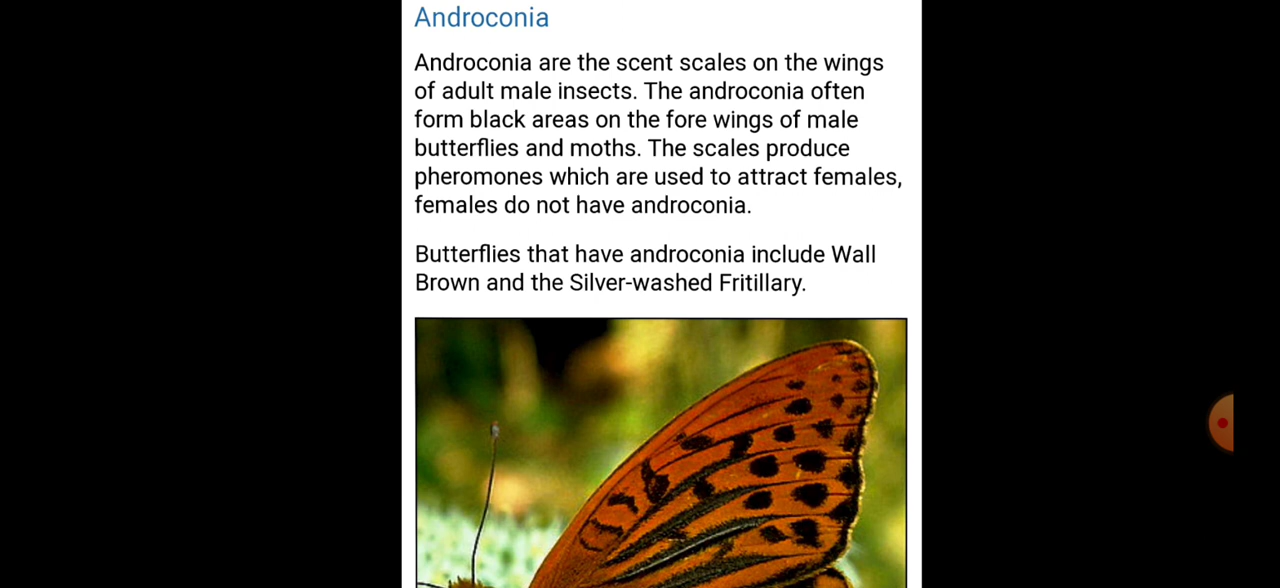 Androconia
Androconia are the scent scales on the wings
of adult male insects. The androconia often
form black areas on the fore wings of male
butterflies and moths. The scales produce
pheromones which are used to attract females,
females do not have androconia.
Butterflies that have androconia include Wall
Brown and the Silver-washed Fritillary.